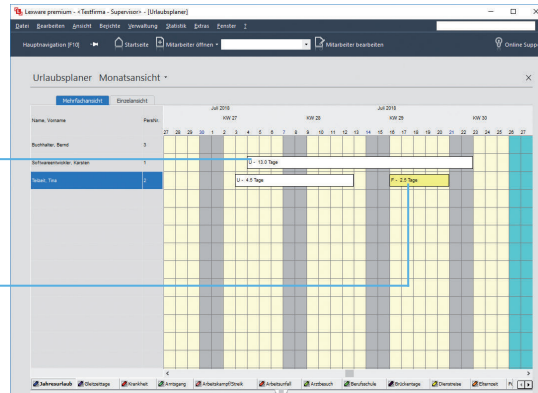 Lexware premium - <Testfirma - Supervisor> - [Urlaubsplaner]
Datei Bearbeiten Ansicht Berichte Verwaltung Statistik Extras Fenster ?
Hauptnavigation [F10] Startseite Mitarbeiter öffnen Mitarbeiter bearbeiten Online Supp
Urlaubsplaner Monatsansicht
Mehrfachansicht Einzelansicht
Juli 2018 Juli 2018
Name, Vorname PersNr. KW 27 KW 28 KW 29 KW 30
27 28 29 30 1 2 3 4 5 6 7 8 9 10 11 12 13 14 15 16 17 18 19 20 21 22 23 24 25 26 27
Buchhalter, Bernd 3
Softwareentwickler, Karsten 1 U - 13.0 Tage
Teilzeit, Tina 2 U - 4.5 Tage F - 2.5 Tage
Jahresurlaub Gleitzeittage Krankheit Amtsgang Arbeitskampf/Streik Arbeitsunfall Arztbesuch Berufsschule Brückentage Dienstreise Elternzeit